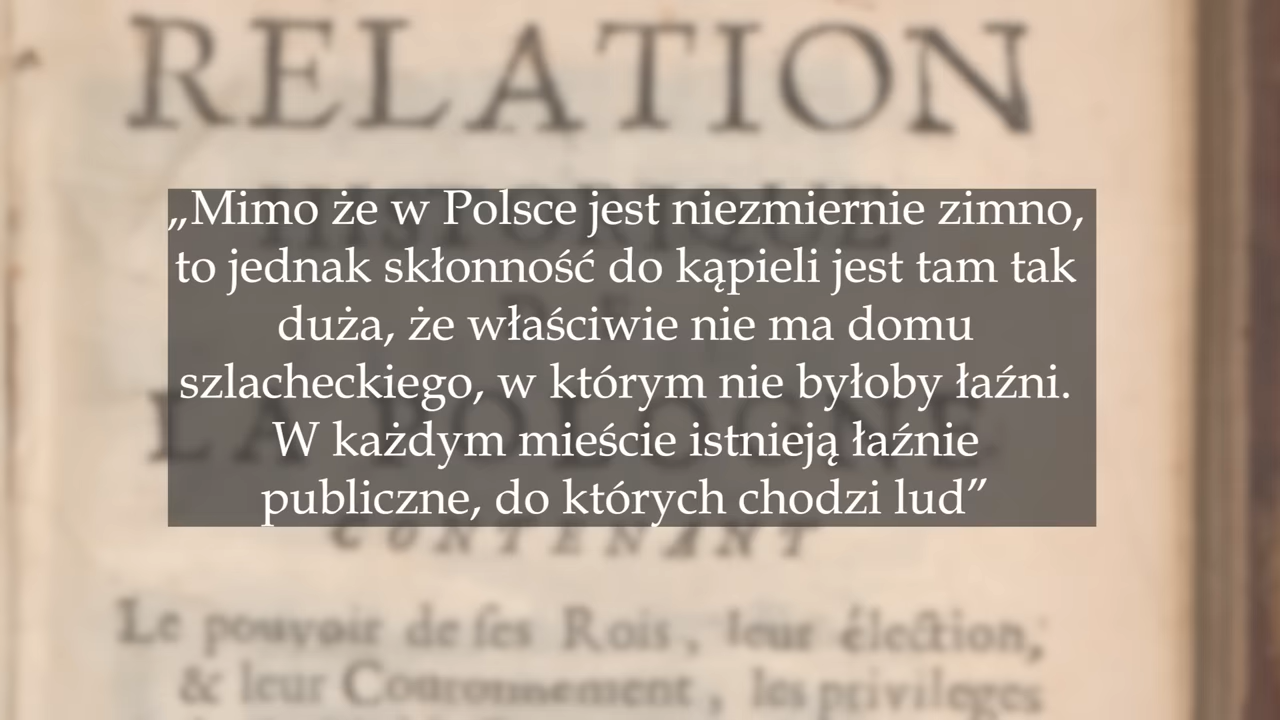 RELATION
„Mimo że w Polsce jest niezmiernie zimno,
to jednak skłonność do kąpieli jest tam tak
duża, że właściwie nie ma domu
szlacheckiego, w którym nie byłoby łaźni.
LA POLOGNE
W każdym mieście istnieją łaźnie
publiczne, do których chodzi lud”
CONTENANT
Le pouvoir de ſes Rois, leur élection,
& leur Couronnement, les privileges